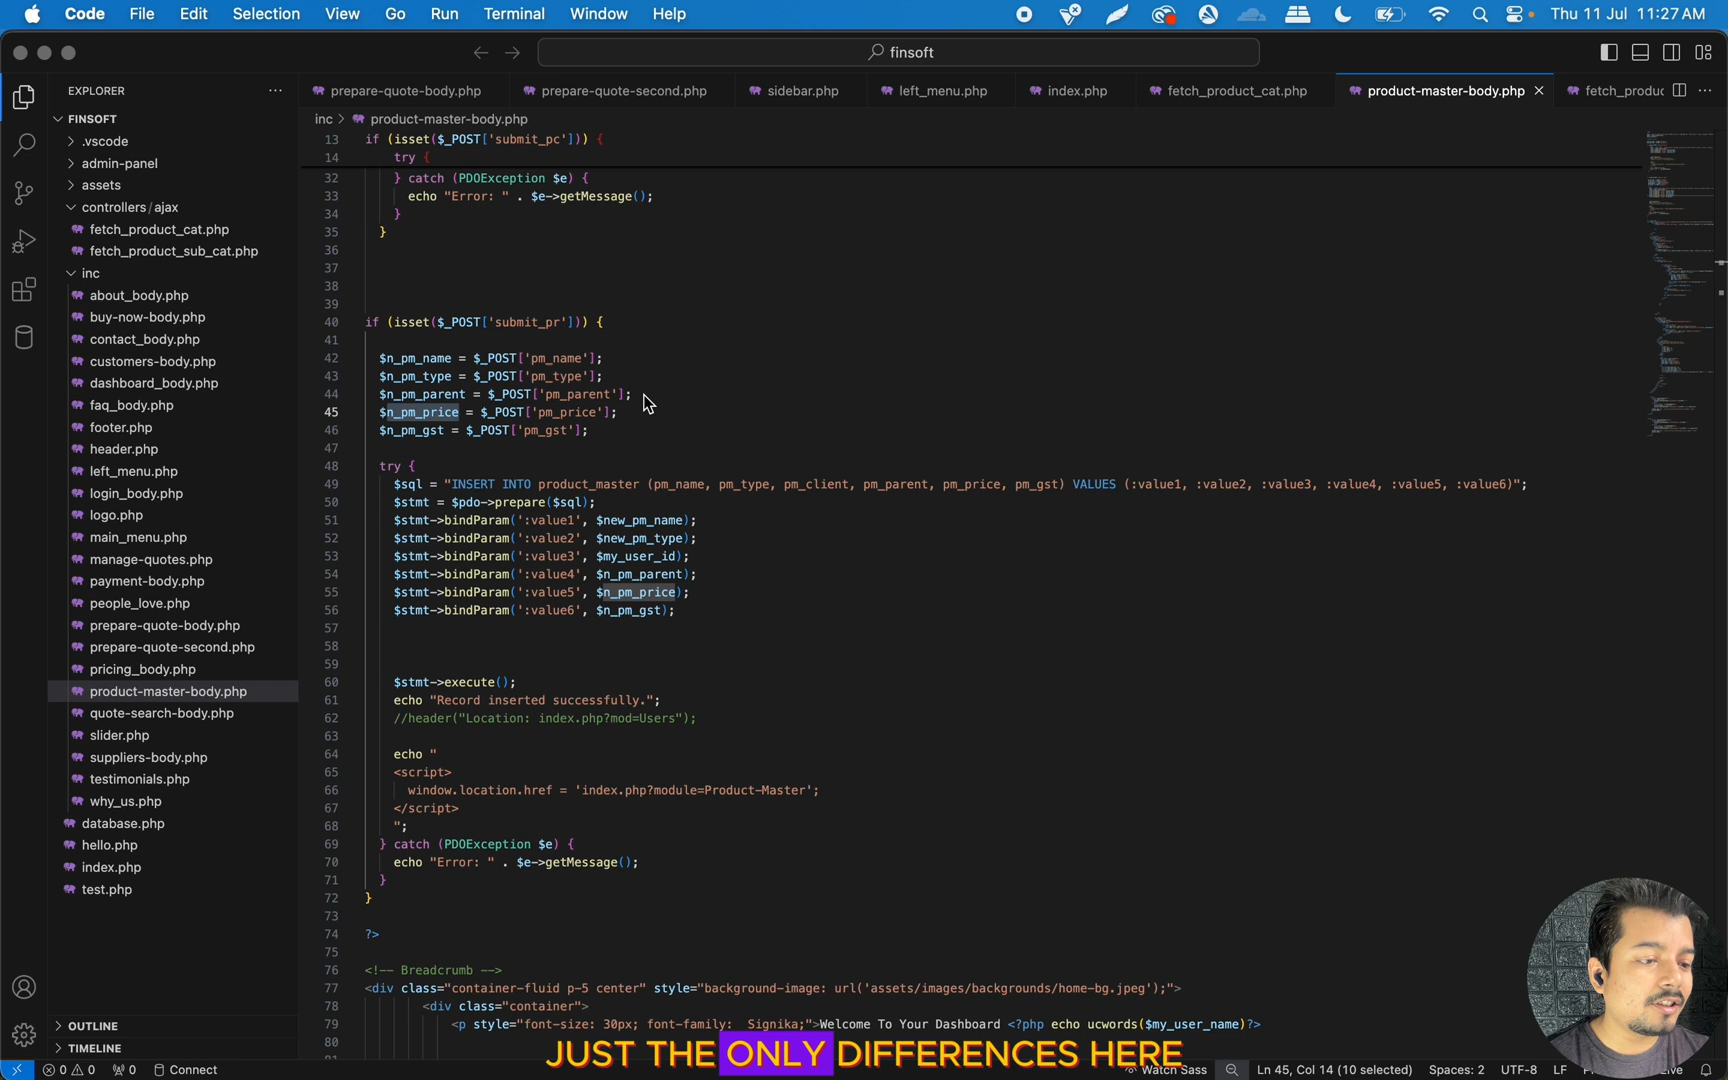 Code File Edit Selection View Go Run Terminal Window Help Thu 11 Jul 11:27 AM
finsoft
EXPLORER ...
prepare-quote-body.php prepare-quote-second.php sidebar.php left_menu.php index.php fetch_product_cat.php product-master-body.php × fetch_produc ...
FINSOFT
inc > product-master-body.php
.vscode
admin-panel
assets
controllers / ajax
fetch_product_cat.php
fetch_product_sub_cat.php
inc
about_body.php
buy-now-body.php
contact_body.php
customers-body.php
dashboard_body.php
faq_body.php
footer.php
header.php
left_menu.php
login_body.php
logo.php
main_menu.php
manage-quotes.php
payment-body.php
people_love.php
prepare-quote-body.php
prepare-quote-second.php
pricing_body.php
product-master-body.php
quote-search-body.php
slider.php
suppliers-body.php
testimonials.php
why_us.php
database.php
hello.php
index.php
test.php
OUTLINE
TIMELINE
13 if (isset($_POST['submit_pc'])) {
14 try {
32 } catch (PDOException $e) {
33 echo "Error: " . $e->getMessage();
34 }
35 }
36
37
38
39
40 if (isset($_POST['submit_pr'])) {
41
42 $n_pm_name = $_POST['pm_name'];
43 $n_pm_type = $_POST['pm_type'];
44 $n_pm_parent = $_POST['pm_parent'];
45 $n_pm_price = $_POST['pm_price'];
46 $n_pm_gst = $_POST['pm_gst'];
47
48 try {
49 $sql = "INSERT INTO product_master (pm_name, pm_type, pm_client, pm_parent, pm_price, pm_gst) VALUES (:value1, :value2, :value3, :value4, :value5, :value6)";
50 $stmt = $pdo->prepare($sql);
51 $stmt->bindParam(':value1', $new_pm_name);
52 $stmt->bindParam(':value2', $new_pm_type);
53 $stmt->bindParam(':value3', $my_user_id);
54 $stmt->bindParam(':value4', $n_pm_parent);
55 $stmt->bindParam(':value5', $n_pm_price);
56 $stmt->bindParam(':value6', $n_pm_gst);
57
58
59
60 $stmt->execute();
61 echo "Record inserted successfully.";
62 //header("Location: index.php?mod=Users");
63
64 echo "
65 <script>
66 window.location.href = 'index.php?module=Product-Master';
67 </script>
68 ";
69 } catch (PDOException $e) {
70 echo "Error: " . $e->getMessage();
71 }
72 }
73
74 ?>
75
76 <!-- Breadcrumb -->
77 <div class="container-fluid p-5 center" style="background-image: url('assets/images/backgrounds/home-bg.jpeg');">
78 <div class="container">
79 <p style="font-size: 30px; font-family: Signika;">Welcome To Your Dashboard <?php echo ucwords($my_user_name)?>
80
JUST THE ONLY DIFFERENCES HERE
0 0 0 Connect Watch Sass Ln 45, Col 14 (10 selected) Spaces: 2 UTF-8 LF